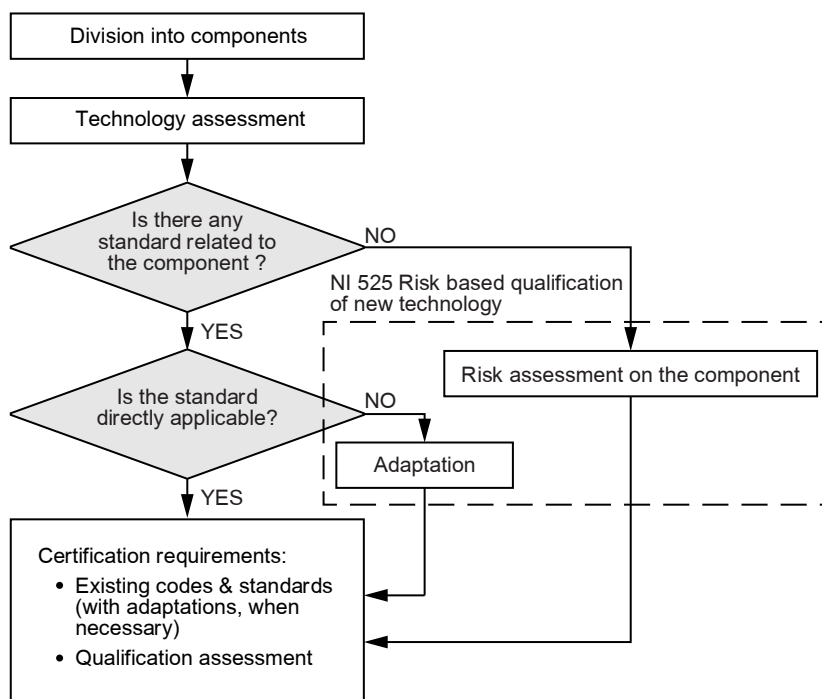 Division into components
Technology assessment
Is there any
standard related to
the component ?
NO
NI 525 Risk based qualification
of new technology
YES
Risk assessment on the component
Is the standard
directly applicable?
NO
Adaptation
YES
Certification requirements:
• Existing codes & standards
(with adaptations, when
necessary)
• Qualification assessment